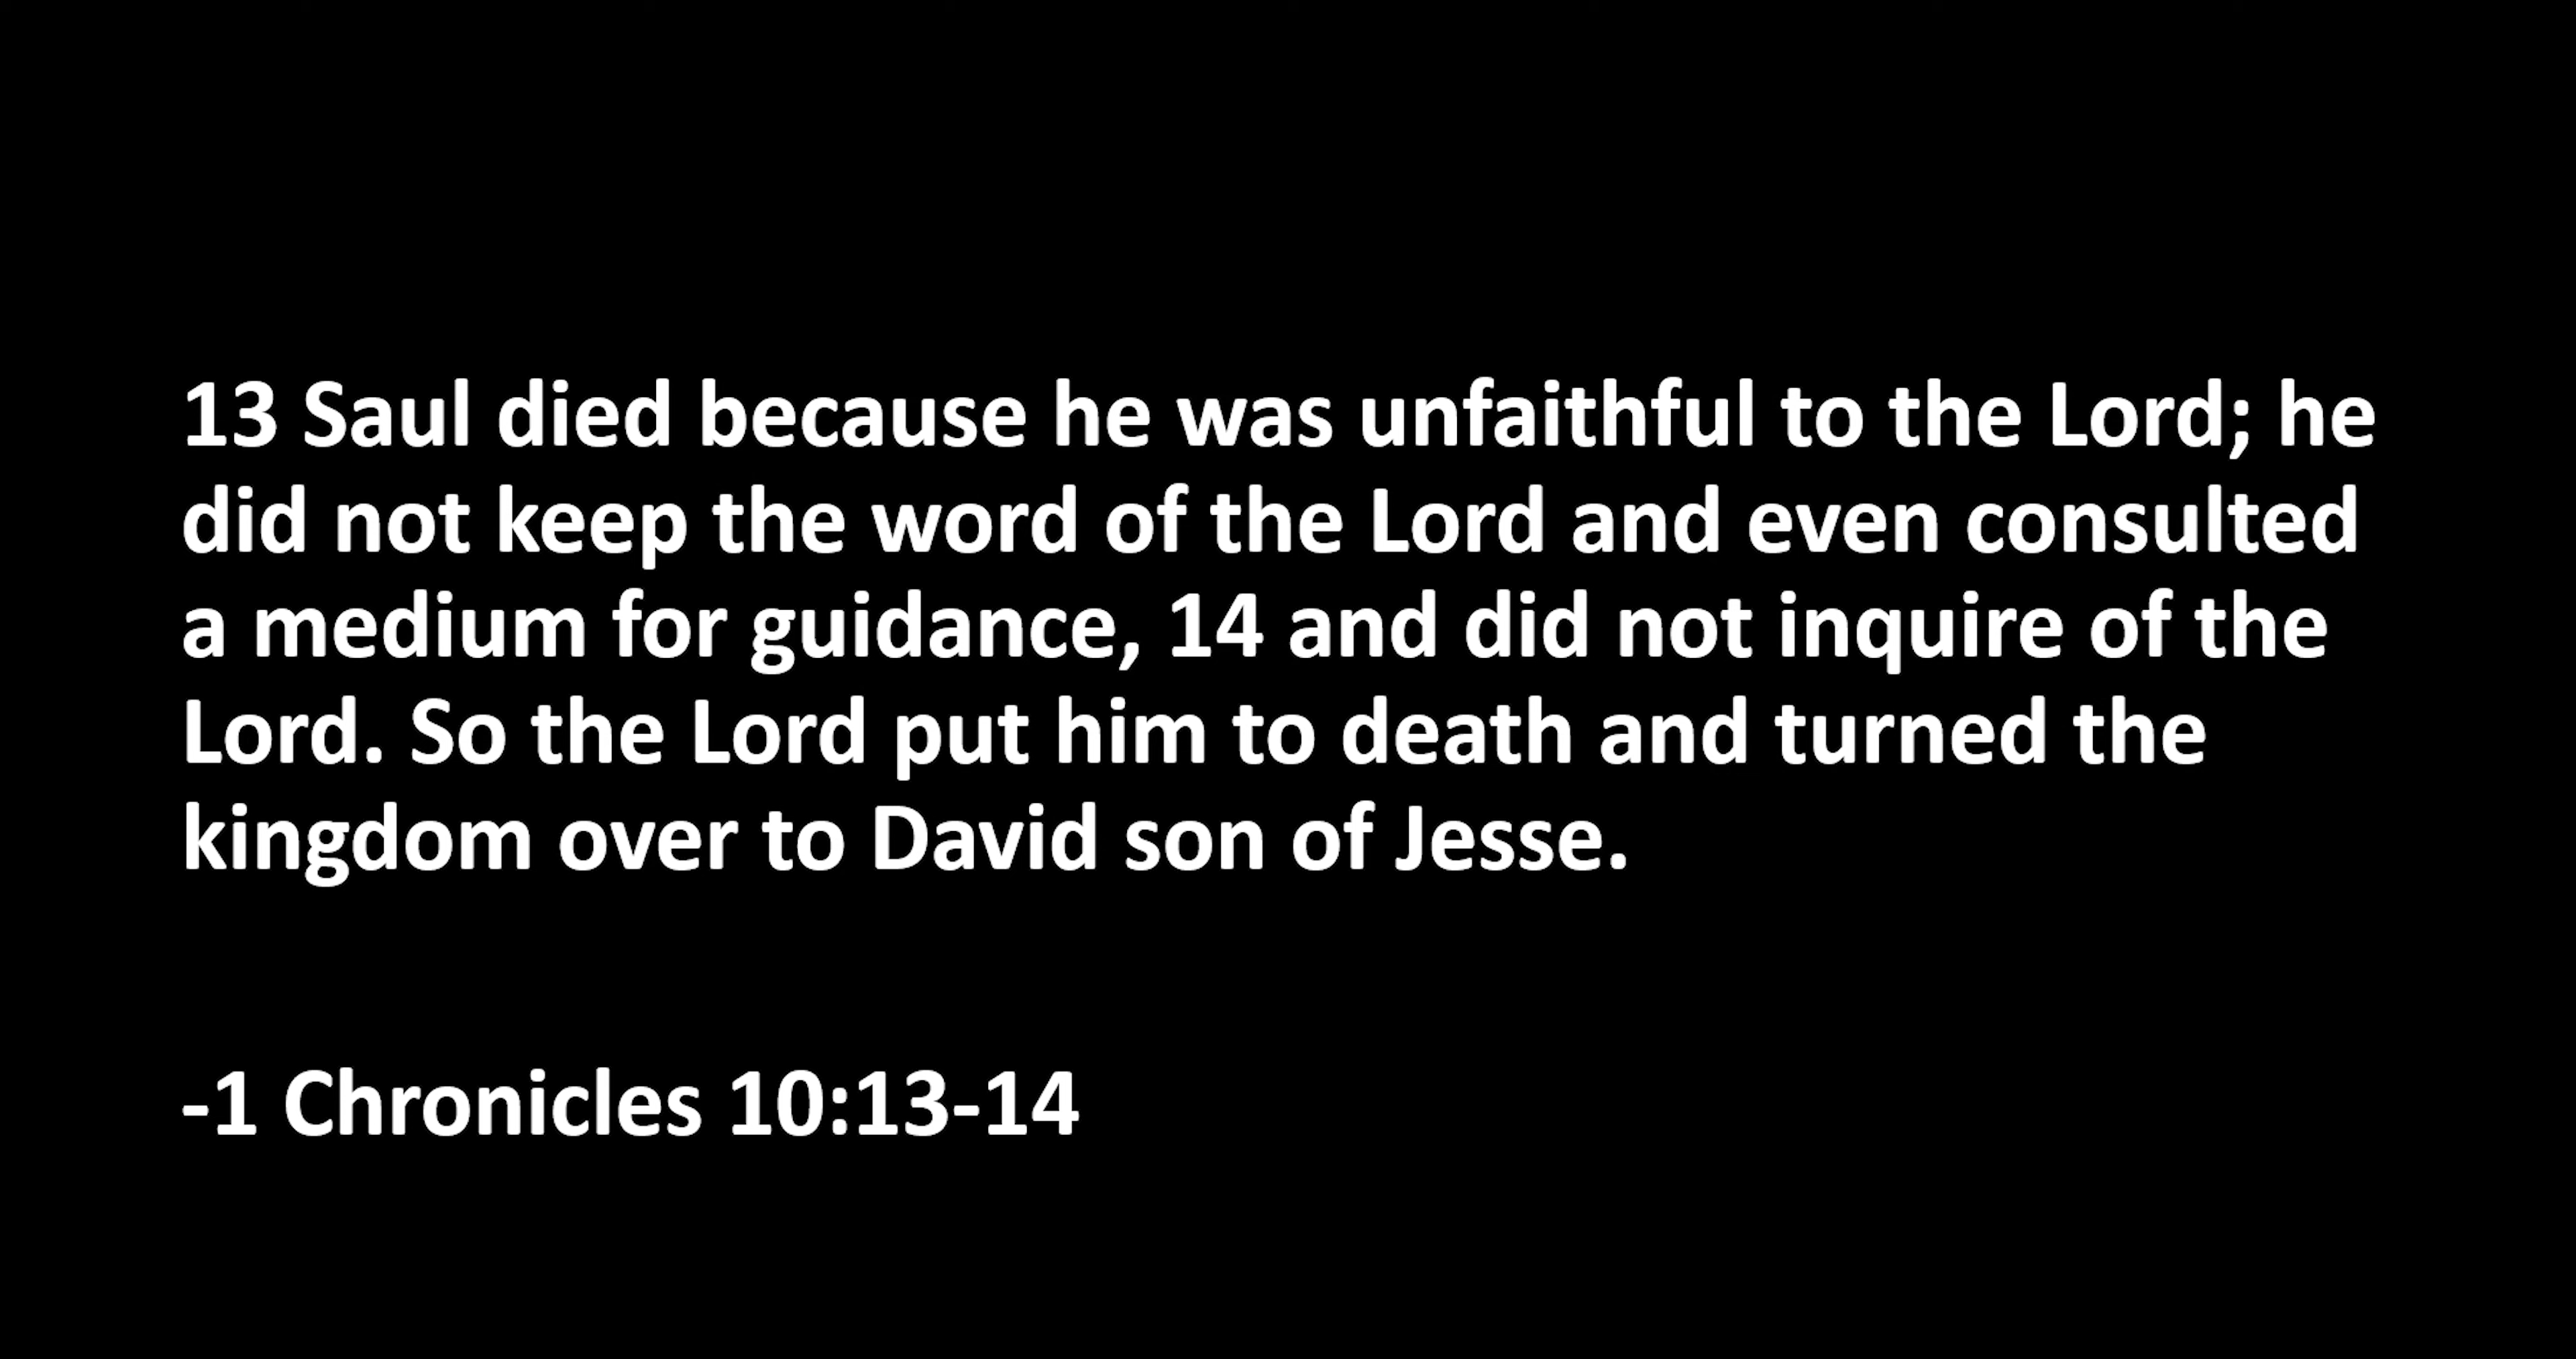 13 Saul died because he was unfaithful to the Lord; he
did not keep the word of the Lord and even consulted
a medium for guidance, 14 and did not inquire of the
Lord. So the Lord put him to death and turned the
kingdom over to David son of Jesse.
-1 Chronicles 10:13-14